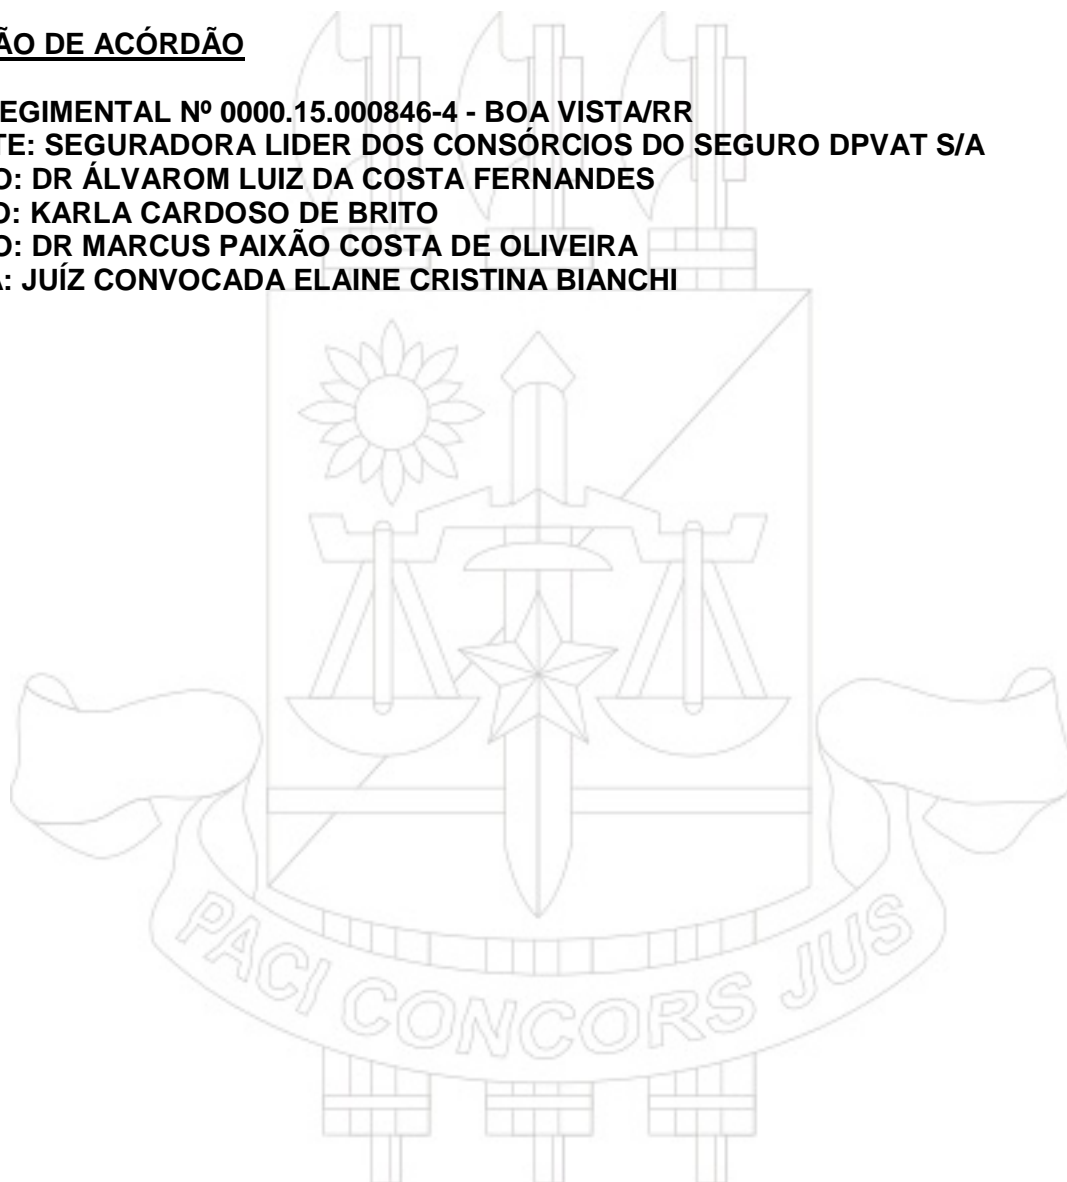 ÃO DE ACÓRDÃO
EGIMENTAL Nº 0000.15.000846-4 - BOA VISTA/RR
TE: SEGURADORA LIDER DOS CONSÓRCIOS DO SEGURO DPVAT S/A
O: DR ÁLVAROM LUIZ DA COSTA FERNANDES
O: KARLA CARDOSO DE BRITO
O: DR MARCUS PAIXÃO COSTA DE OLIVEIRA
A: JUÍZ CONVOCADA ELAINE CRISTINA BIANCHI
PACI CONCORS JUS